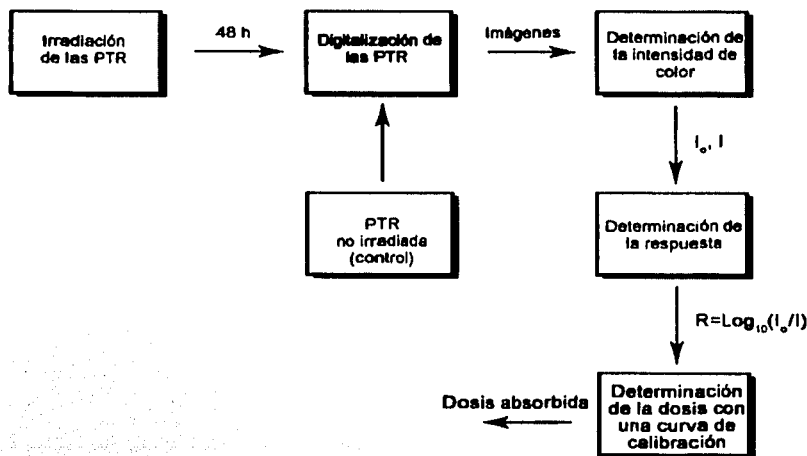 Irradiación
de las PTR
48 h
Digitalización de
las PTR
Imágenes
Determinación de
la intensidad de
color
I₀, I
PTR
no irradiada
(control)
Determinación de
la respuesta
R=Log₁₀(I₀/I)
Determinación
de la dosis con
una curva de
calibración
Dosis absorbida